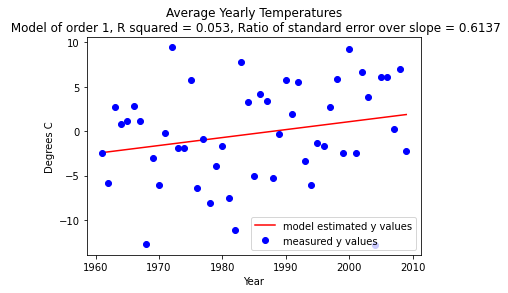 Average Yearly Temperatures
Model of order 1, R squared = 0.053, Ratio of standard error over slope = 0.6137
10
5
0
−5
−10
Degrees C
model estimated y values
measured y values
1960
1970
1980
1990
2000
2010
Year